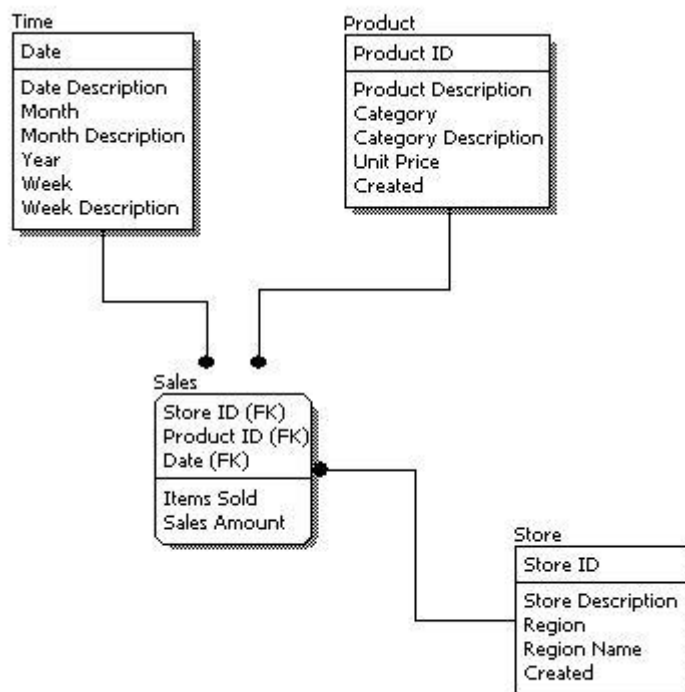 Time
Date
Date Description
Month
Month Description
Year
Week
Week Description
Product
Product ID
Product Description
Category
Category Description
Unit Price
Created
Sales
Store ID (FK)
Product ID (FK)
Date (FK)
Items Sold
Sales Amount
Store
Store ID
Store Description
Region
Region Name
Created